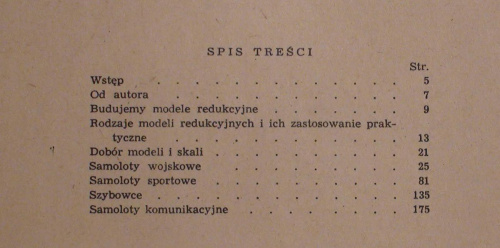 SPIS TREŚCI
Str.
Wstęp . . . . . . . . . . . 5
Od autora . . . . . . . . . . 7
Budujemy modele redukcyjne . . . . . . 9
Rodzaje modeli redukcyjnych i ich zastosowanie prak-
tyczne . . . . . . . . . . 13
Dobór modeli i skali . . . . . . . . 21
Samoloty wojskowe . . . . . . . . 25
Samoloty sportowe . . . . . . . . 81
Szybowce . . . . . . . . . . 135
Samoloty komunikacyjne . . . . . . . 175